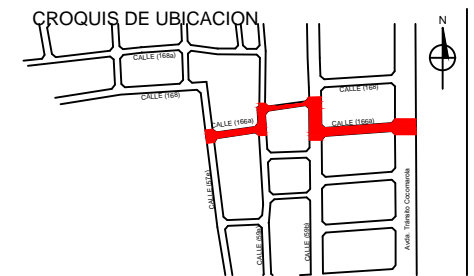 CROQUIS DE UBICACION
N
CALLE (168a)
CALLE (168)
CALLE (168)
CALLE (166a)
CALLE (166a)
CALLE (57a)
CALLE (59a)
CALLE (59b)
Avda. Tránsito Cocomarola